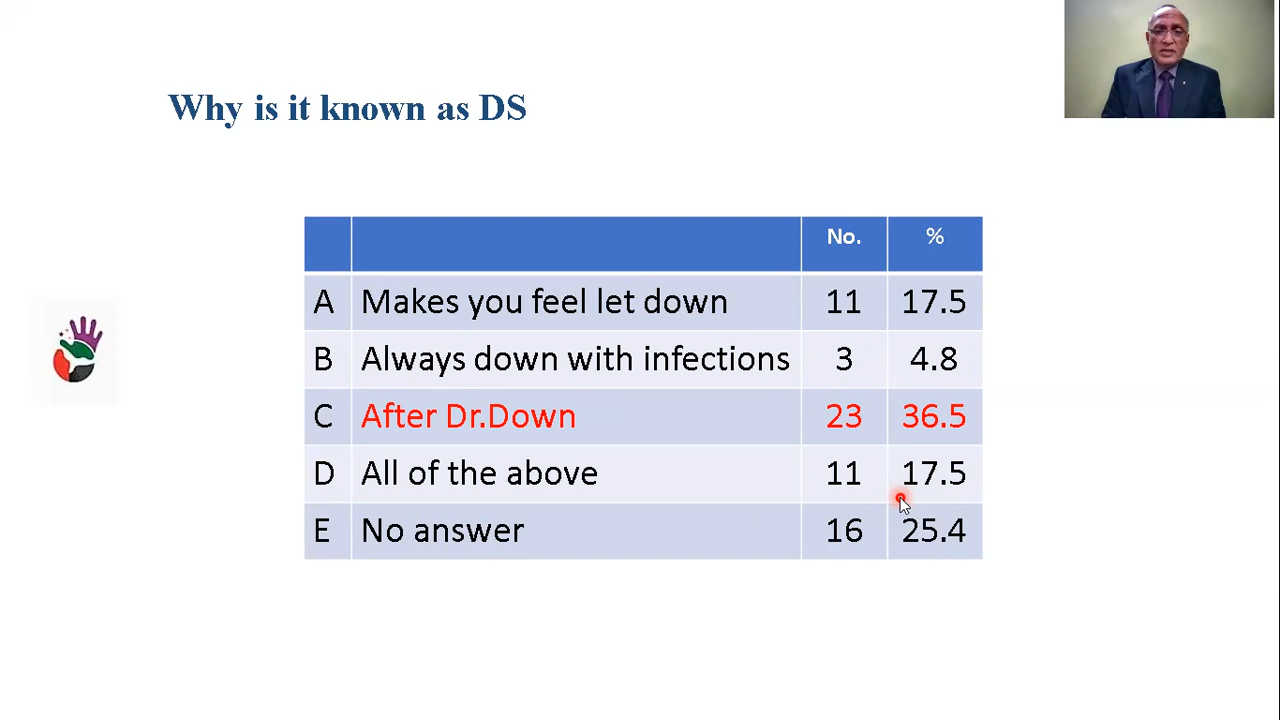 Why is it known as DS
No. %
A Makes you feel let down 11 17.5
B Always down with infections 3 4.8
C After Dr.Down 23 36.5
D All of the above 11 17.5
E No answer 16 25.4